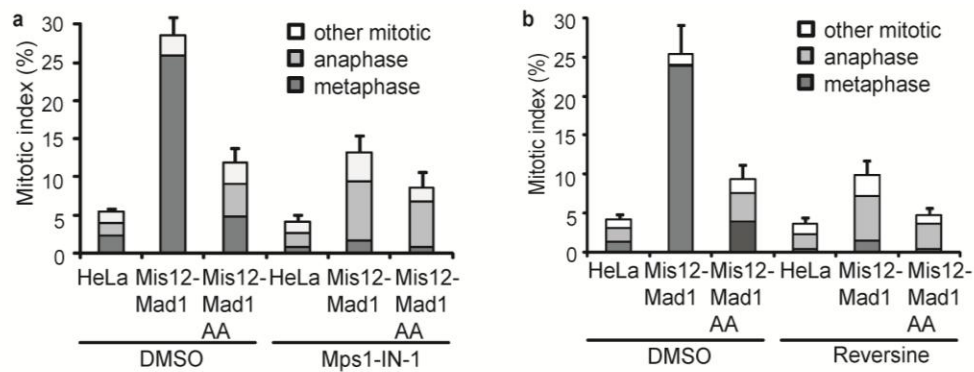 a
Mitotic index (%)
30
25
20
15
10
5
0
other mitotic
anaphase
metaphase
HeLa Mis12- Mis12- HeLa Mis12- Mis12-
Mad1 Mad1 Mad1 Mad1
AA AA
DMSO Mps1-IN-1
b
Mitotic index (%)
30
25
20
15
10
5
0
other mitotic
anaphase
metaphase
HeLa Mis12- Mis12- HeLa Mis12- Mis12-
Mad1 Mad1 Mad1 Mad1
AA AA
DMSO Reversine